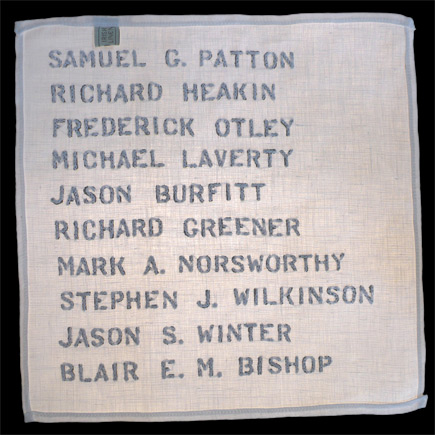 SAMUEL G. PATTON
RICHARD HEAKIN
FREDERICK OTLEY
MICHAEL LAVERTY
JASON BURFITT
RICHARD GREENER
MARK A. NORSWORTHY
STEPHEN J. WILKINSON
JASON S. WINTER
BLAIR E. M. BISHOP